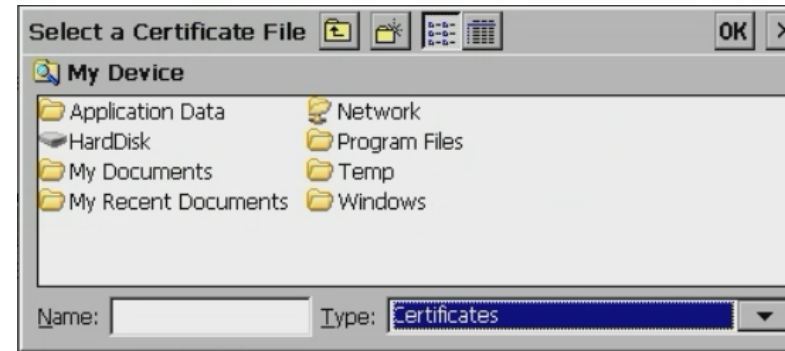 Select a Certificate File OK
My Device
Application Data Network
HardDisk Program Files
My Documents Temp
My Recent Documents Windows
Name: Type: Certificates